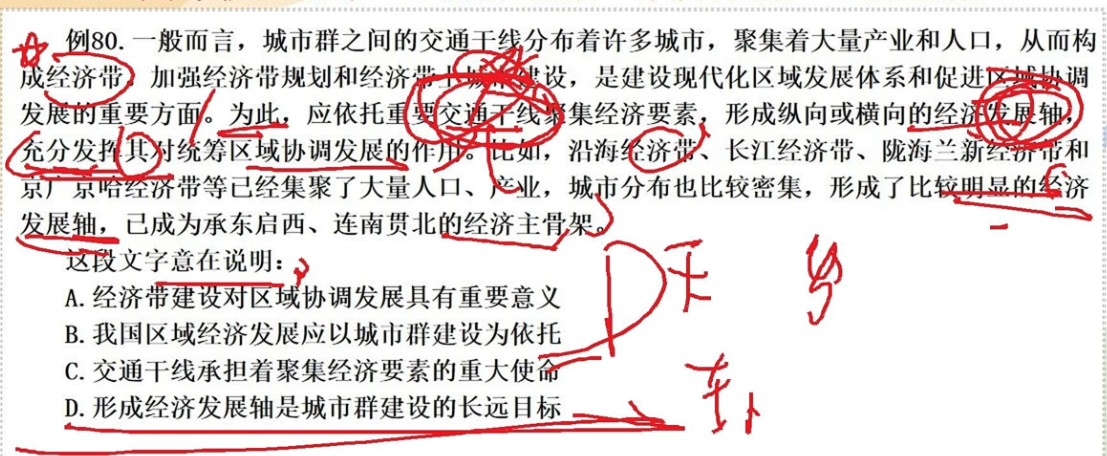 例80.一般而言，城市群之间的交通干线分布着许多城市，聚集着大量产业和人口，从而构
成经济带。加强经济带规划和经济带上城市建设，是建设现代化区域发展体系和促进区域协调
发展的重要方面。为此，应依托重要交通干线聚集经济要素，形成纵向或横向的经济发展轴，
充分发挥其对统筹区域协调发展的作用。比如，沿海经济带、长江经济带、陇海兰新经济带和
京广京哈经济带等已经集聚了大量人口、产业，城市分布也比较密集，形成了比较明显的经济
发展轴，已成为承东启西、连南贯北的经济主骨架。
这段文字意在说明：
A.经济带建设对区域协调发展具有重要意义
B.我国区域经济发展应以城市群建设为依托
C.交通干线承担着聚集经济要素的重大使命
D.形成经济发展轴是城市群建设的长远目标